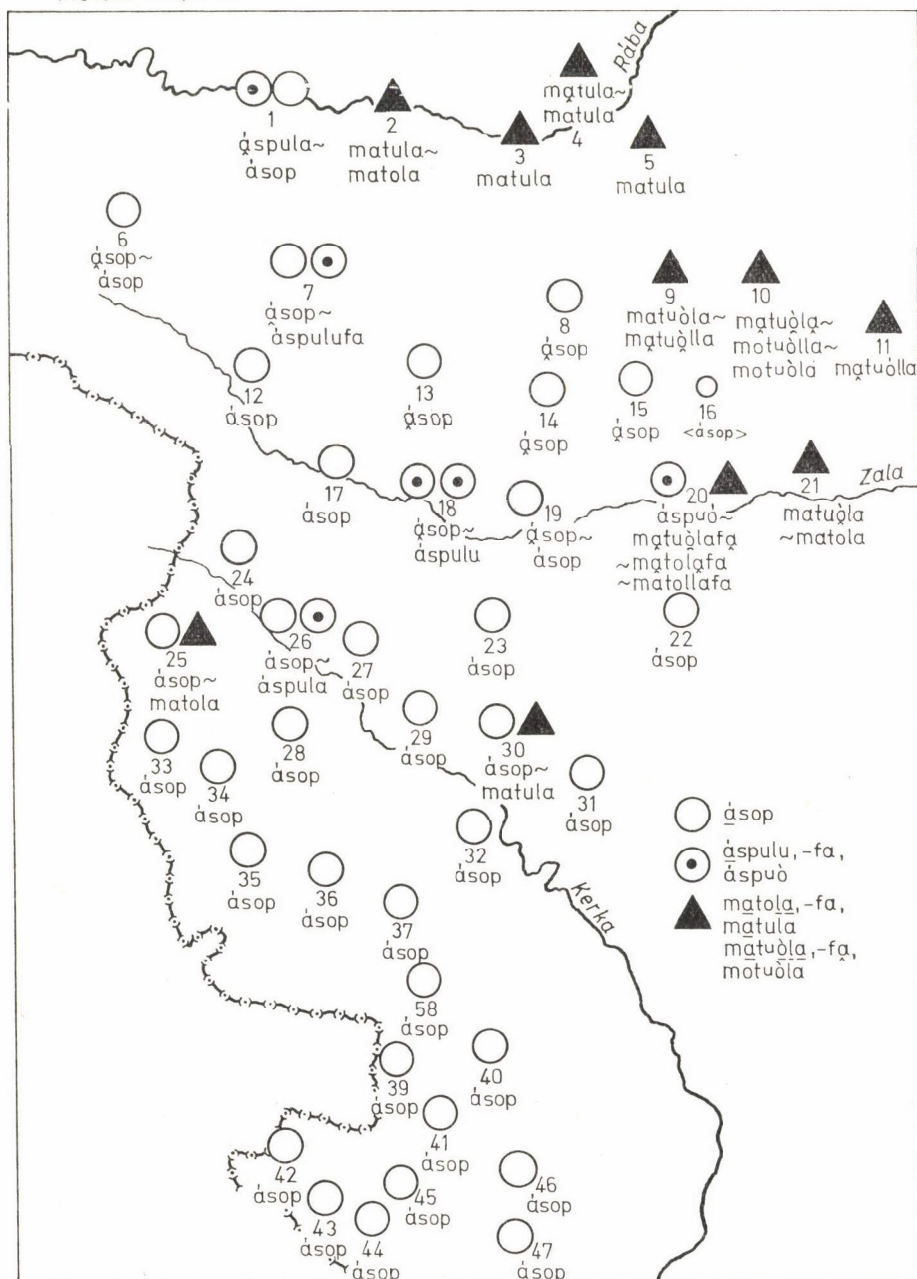 Rába
1
ḁ́spula~
ásop
2
matula~
matola
3
matula
ma̭tula~
matula
4
5
matula
6
ḁ́sop~
ásop
7
ásop~
áspulufa
8
ásop
9
matuòla~
matuòlla
10
matuòla~
motuòlla~
motuòla
11
matuòlla
12
ásop
13
ásop
14
ásop
15
ásop
16
<ásop>
17
ásop
18
ásop~
áspulu
19
ásop~
ásop
20
áspuò~
matuòlafa
~matolafa
~matollafa
21
matuòla
~matola
Zala
24
ásop
25
ásop~
matola
26
ásop~
áspula
27
ásop
23
ásop
22
ásop
33
ásop
34
ásop
28
ásop
29
ásop
30
ásop~
matula
31
ásop
32
ásop
Kerka
35
ásop
36
ásop
37
ásop
58
ásop
39
ásop
40
ásop
41
ásop
42
ásop
43
ásop
44
ásop
45
ásop
46
ásop
47
ásop
ásop
áspulu, -fa,
áspuò
matola, -fa,
matula
matuòla, -fa,
motuòla